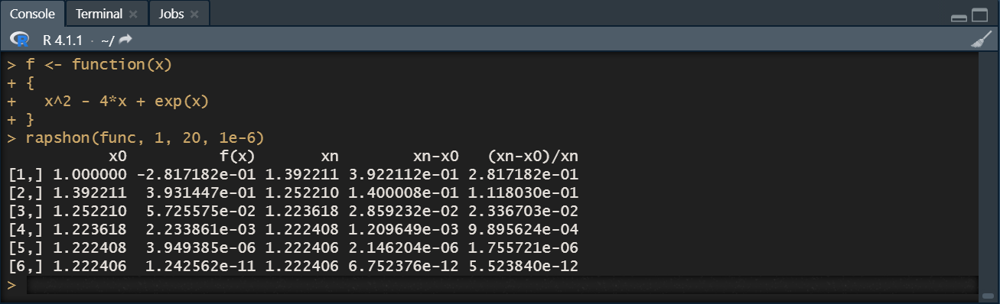 Console Terminal × Jobs ×
R R 4.1.1 · ~/
> f <- function(x)
+ {
+   x^2 - 4*x + exp(x)
+ }
> rapshon(func, 1, 20, 1e-6)
           x0          f(x)       xn        xn-x0   (xn-x0)/xn
[1,] 1.000000 -2.817182e-01 1.392211 3.922112e-01 2.817182e-01
[2,] 1.392211  3.931447e-01 1.252210 1.400008e-01 1.118030e-01
[3,] 1.252210  5.725575e-02 1.223618 2.859232e-02 2.336703e-02
[4,] 1.223618  2.233861e-03 1.222408 1.209649e-03 9.895624e-04
[5,] 1.222408  3.949385e-06 1.222406 2.146204e-06 1.755721e-06
[6,] 1.222406  1.242562e-11 1.222406 6.752376e-12 5.523840e-12
>